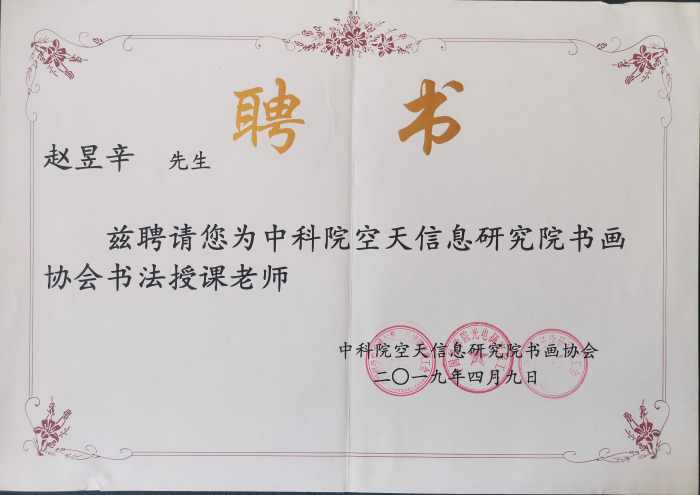 聘书
赵昱辛 先生
兹聘请您为中科院空天信息研究院书画
协会书法授课老师
中科院空天信息研究院书画协会
二〇一九年四月九日